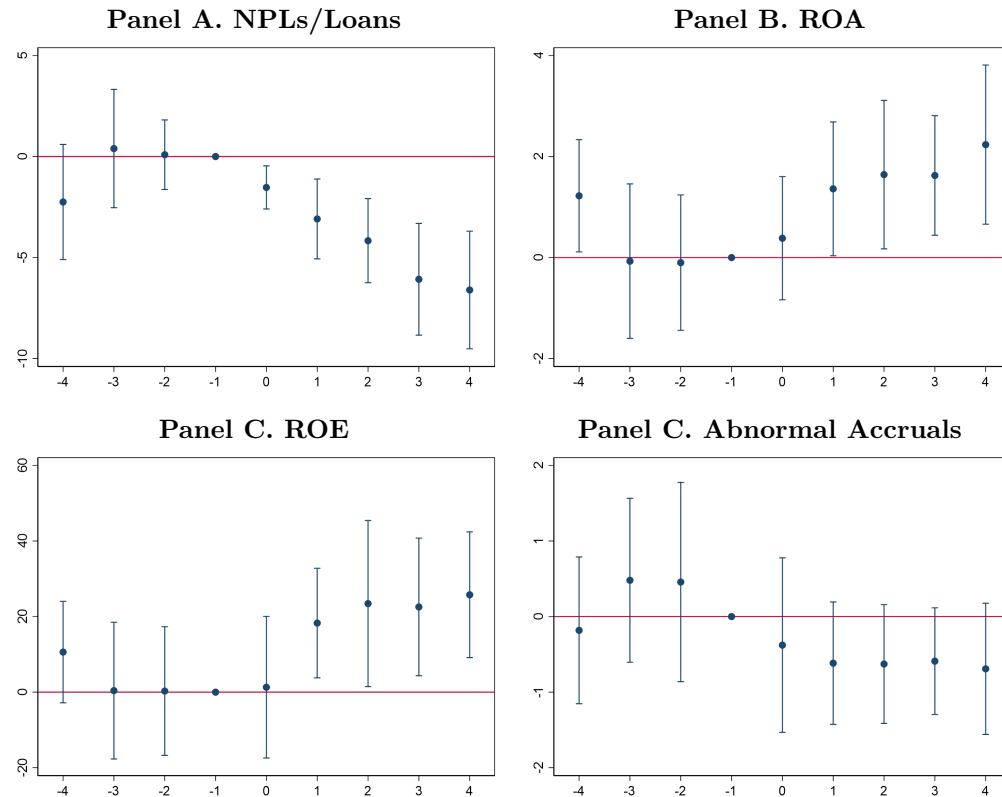 Panel A. NPLs/Loans
5
0
-5
-10
-4 -3 -2 -1 0 1 2 3 4
Panel B. ROA
4
2
0
-2
-4 -3 -2 -1 0 1 2 3 4
Panel C. ROE
60
40
20
0
-20
-4 -3 -2 -1 0 1 2 3 4
Panel C. Abnormal Accruals
2
1
0
-1
-2
-4 -3 -2 -1 0 1 2 3 4